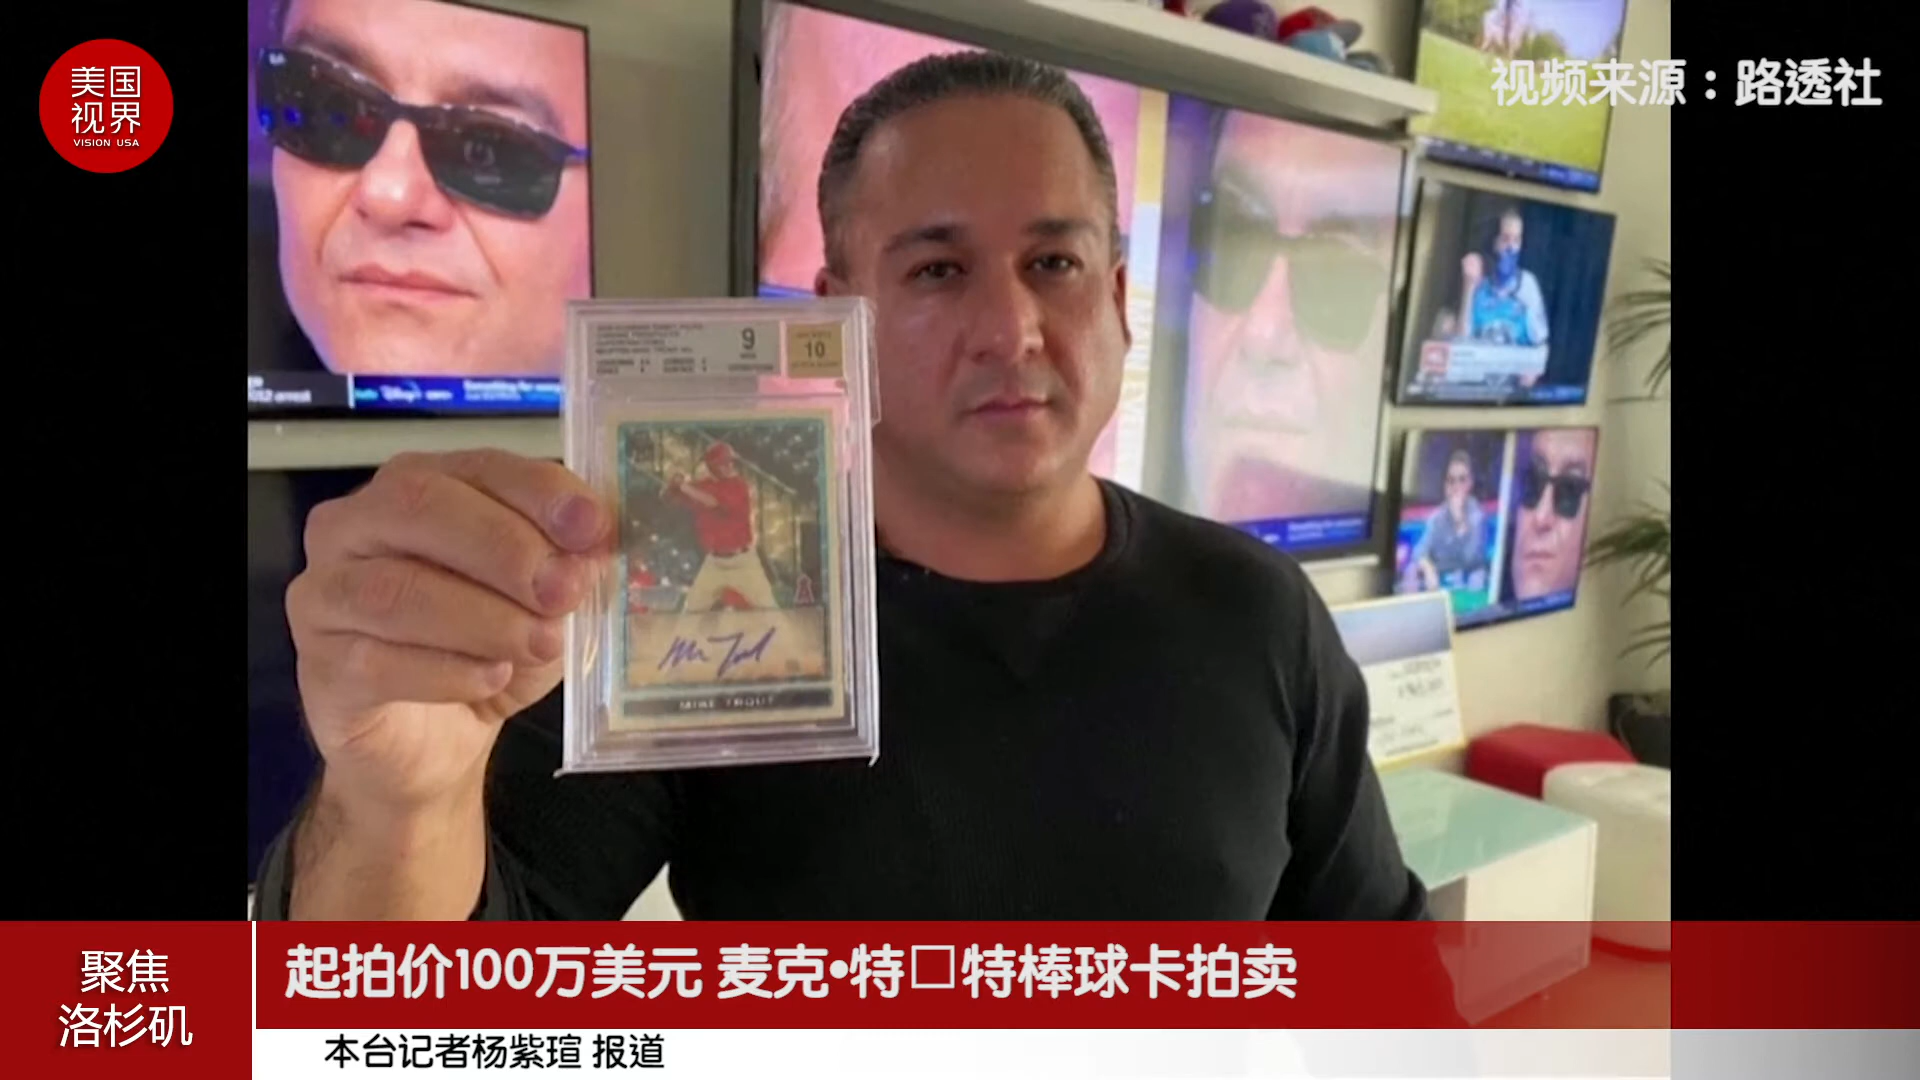 美国
视界
VISION USA
视频来源：路透社
9
10
MIKE TROUT
聚焦
洛杉矶
起拍价100万美元 麦克•特□特棒球卡拍卖
本台记者杨紫瑄 报道